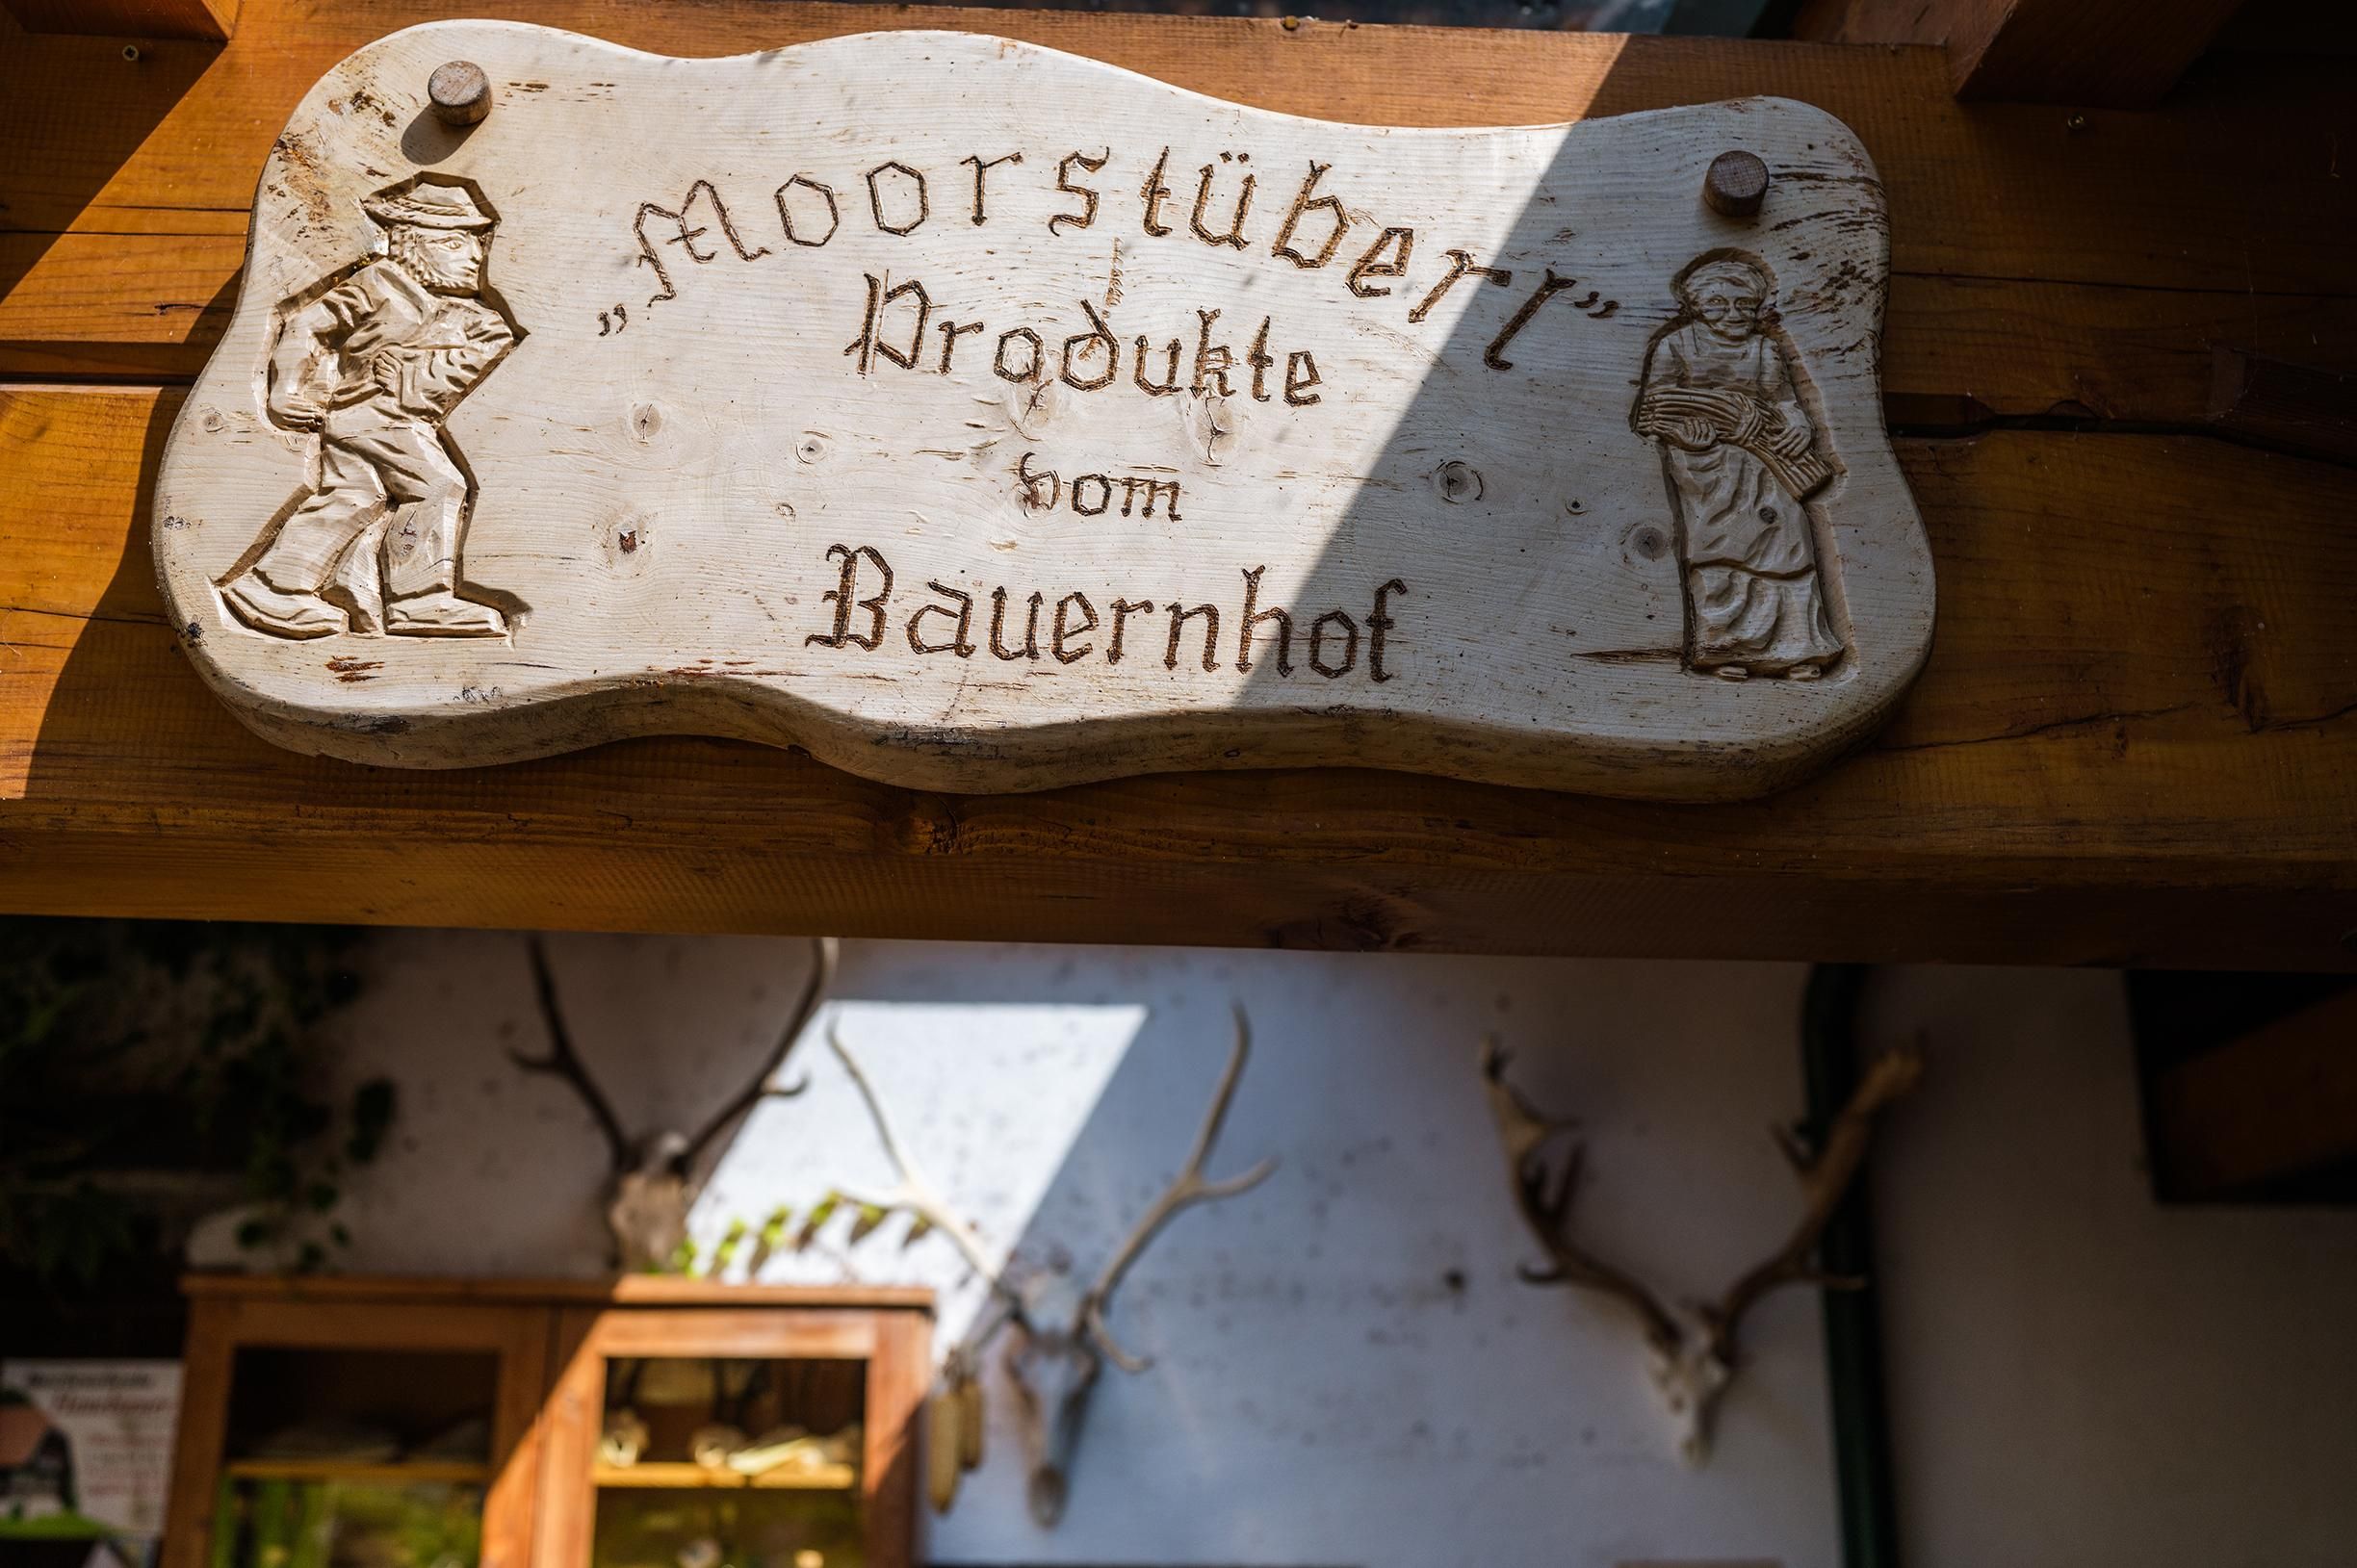 „Moorstüberl”
Produkte
vom
Bauernhof